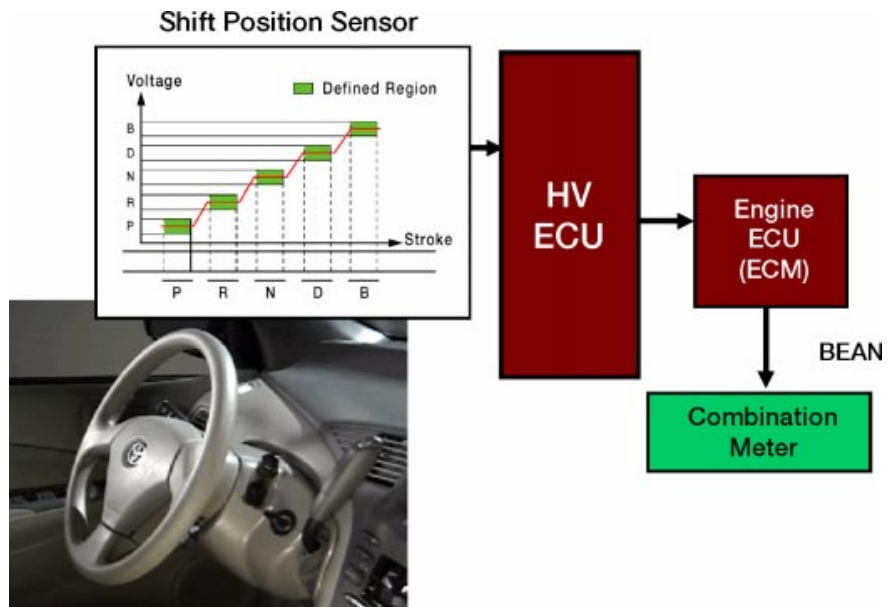 Shift Position Sensor
Voltage
Defined Region
B
D
N
R
P
Stroke
P R N D B
HV
ECU
Engine
ECU
(ECM)
BEAN
Combination
Meter